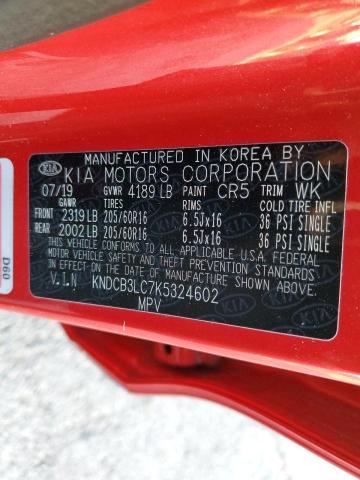 MANUFACTURED IN KOREA BY
KIA KIA MOTORS CORPORATION
07/19 GVWR 4189 LB PAINT CR5 TRIM WK
GAWR TIRES RIMS COLD TIRE INFL
FRONT 2319 LB 205/60R16 6.5Jx16 36 PSI SINGLE
REAR 2002 LB 205/60R16 6.5Jx16 36 PSI SINGLE
THIS VEHICLE CONFORMS TO ALL APPLICABLE U.S. FEDERAL
MOTOR VEHICLE SAFETY AND THEFT PREVENTION STANDARDS
IN EFFECT ON THE DATE OF MANUFACTURE SHOWN ABOVE.
V.I.N KNDCB3LC7K5324602
MPV
D60